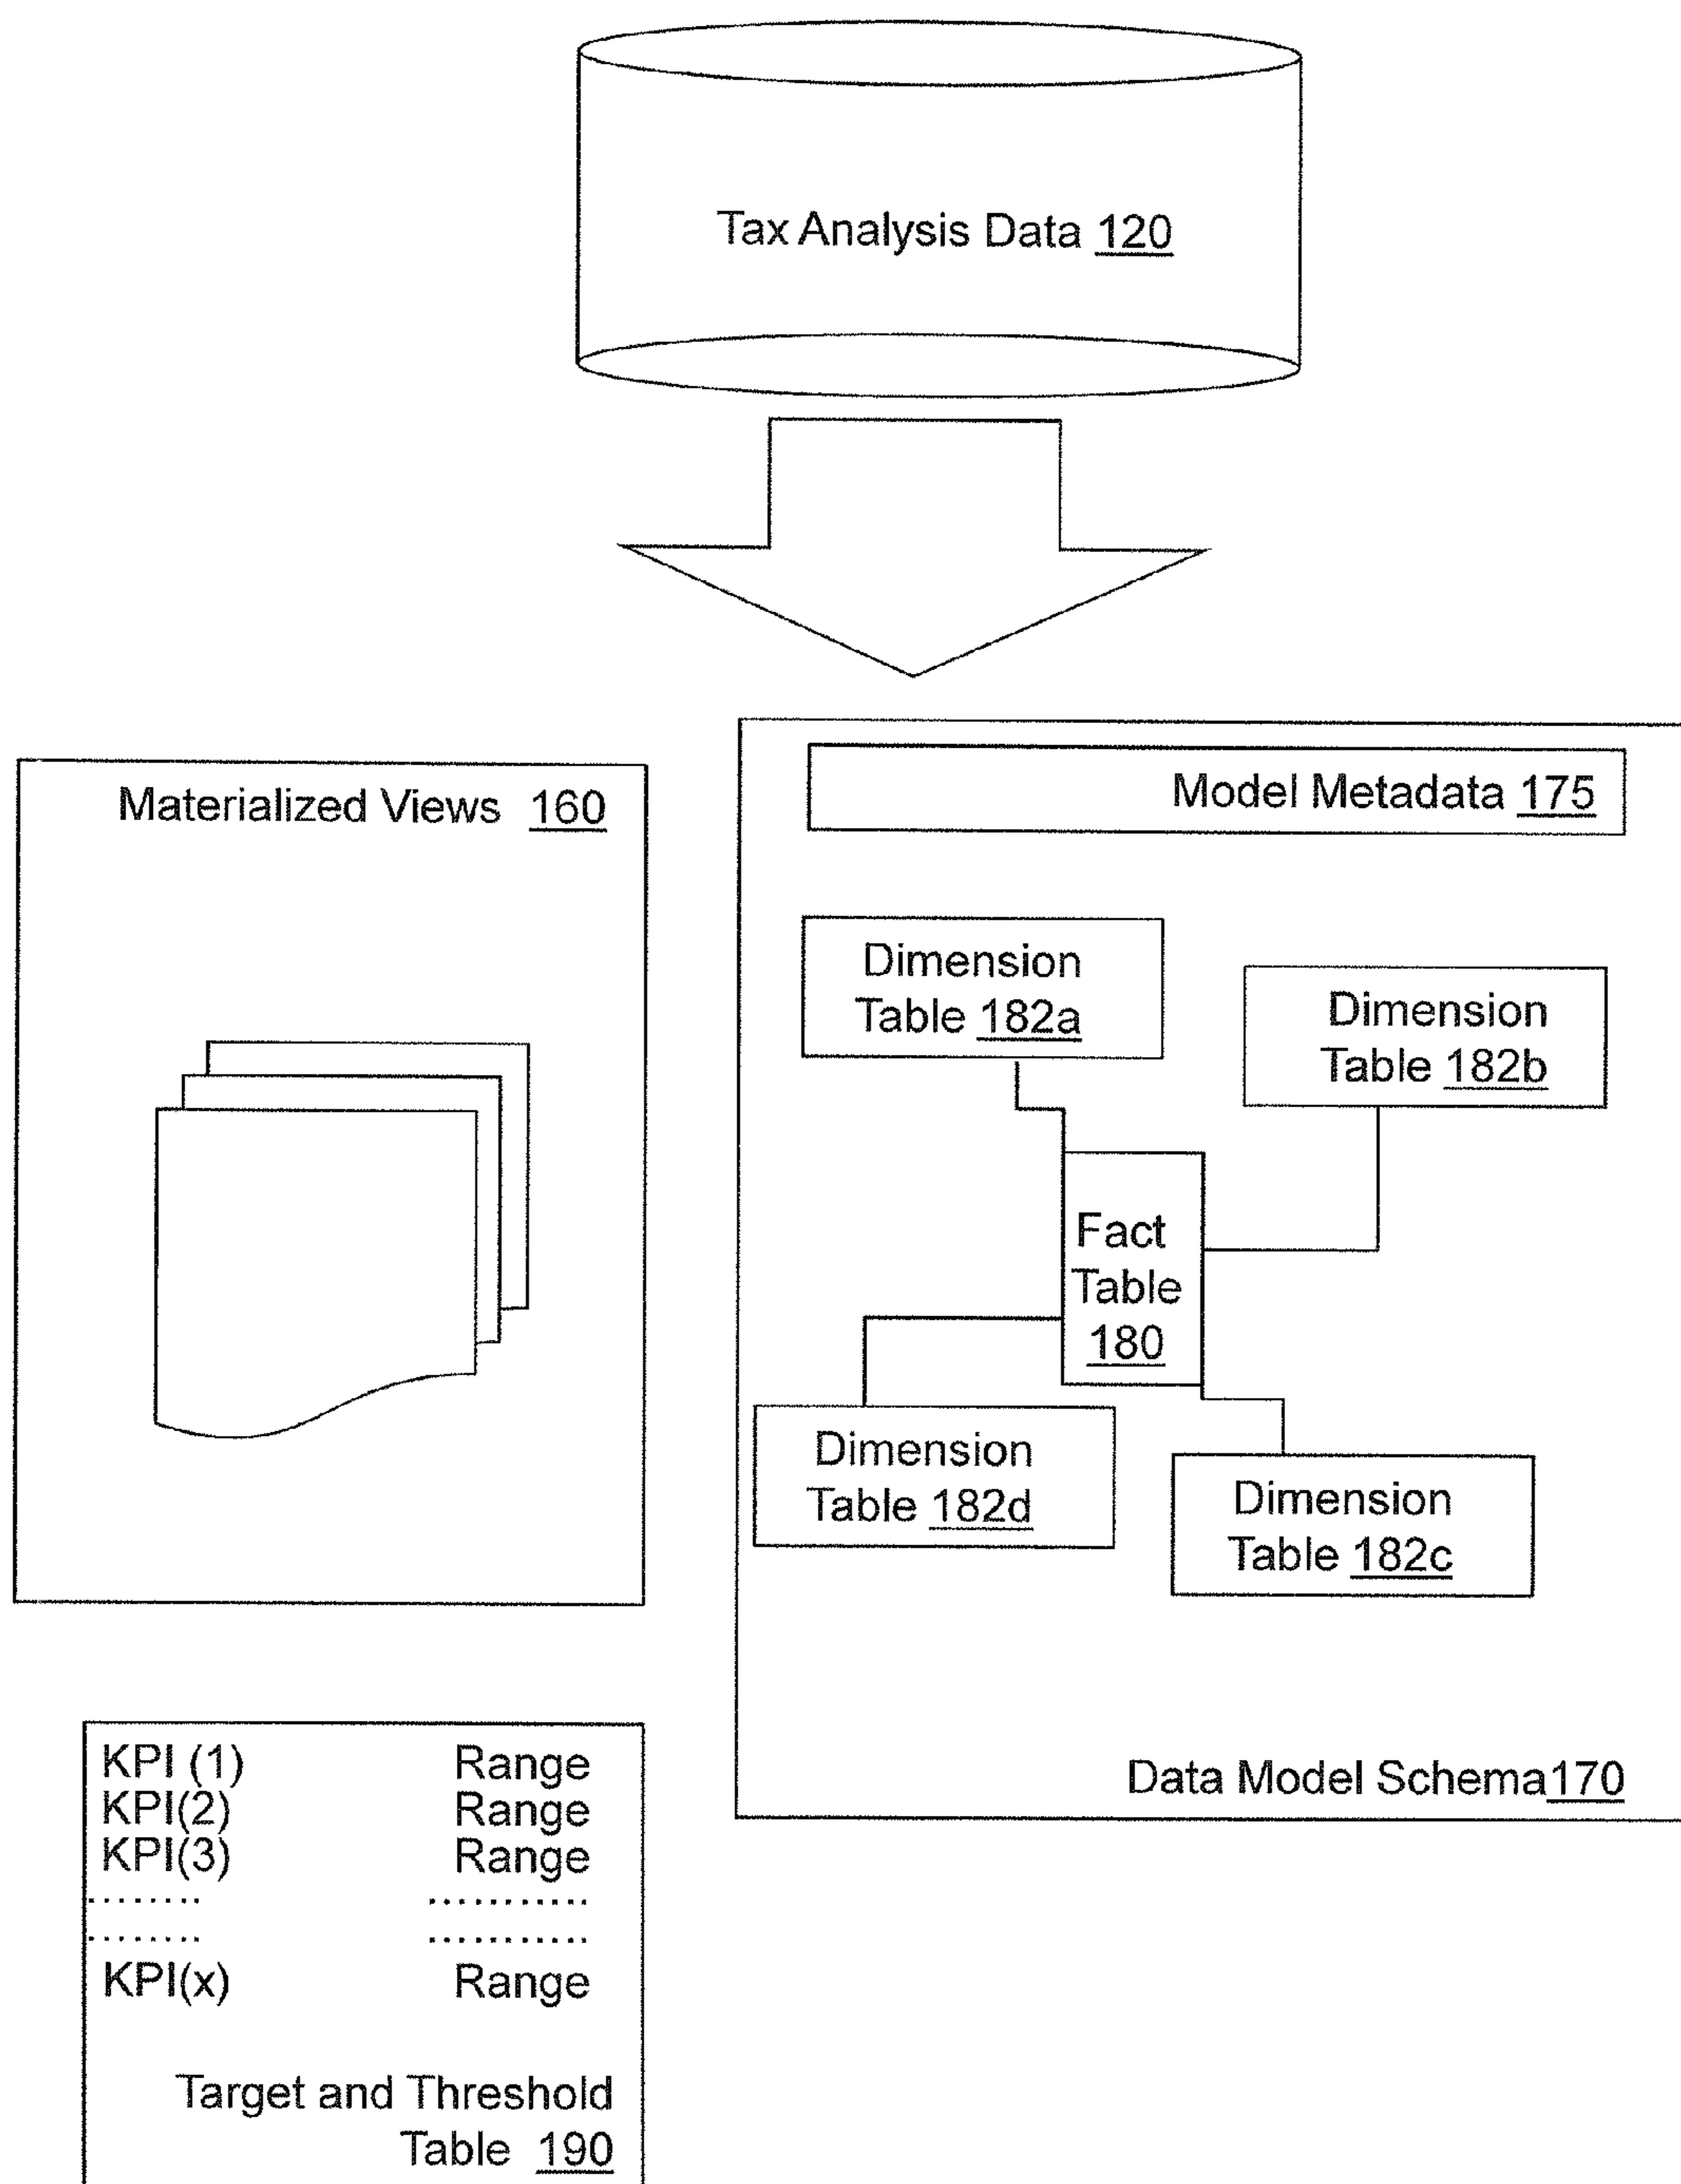 Tax Analysis Data 120
Materialized Views 160
Model Metadata 175
Dimension
Table 182a
Dimension
Table 182b
Fact
Table
180
Dimension
Table 182d
Dimension
Table 182c
Data Model Schema170
KPI (1) Range
KPI(2) Range
KPI(3) Range
........ ...........
........ ...........
KPI(x) Range
Target and Threshold
Table 190